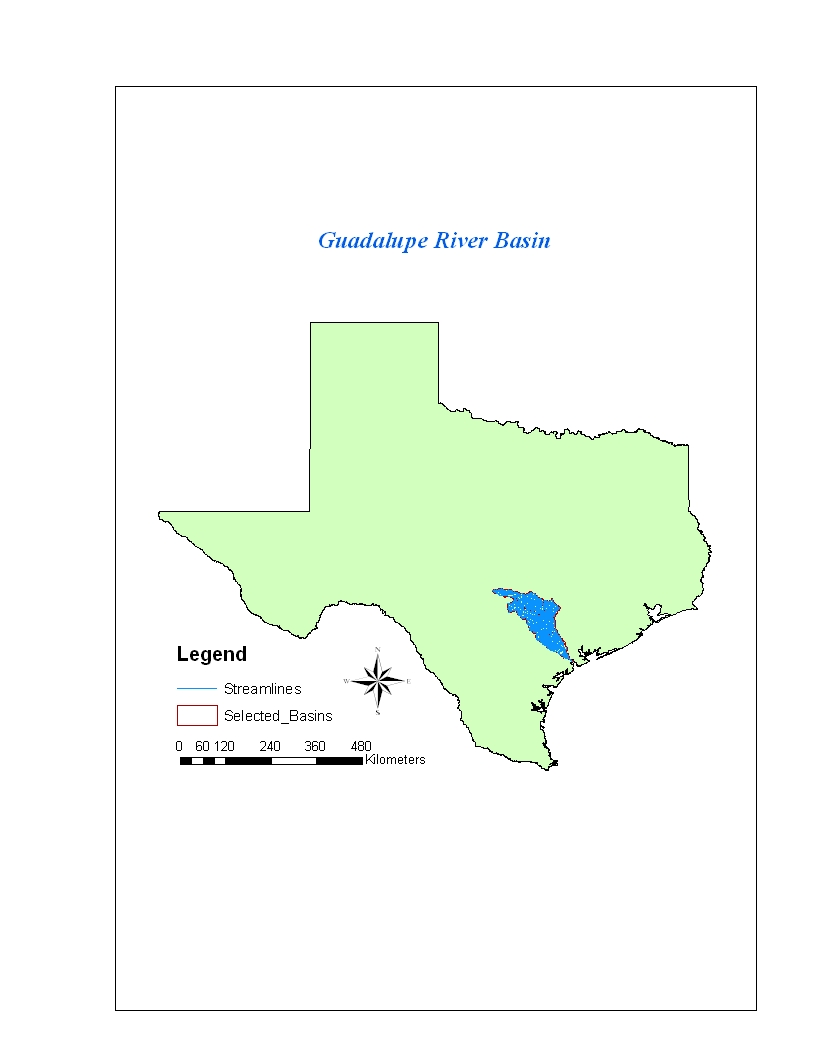 Guadalupe River Basin
Legend
N
W E
S
Streamlines
Selected_Basins
0 60 120 240 360 480
Kilometers